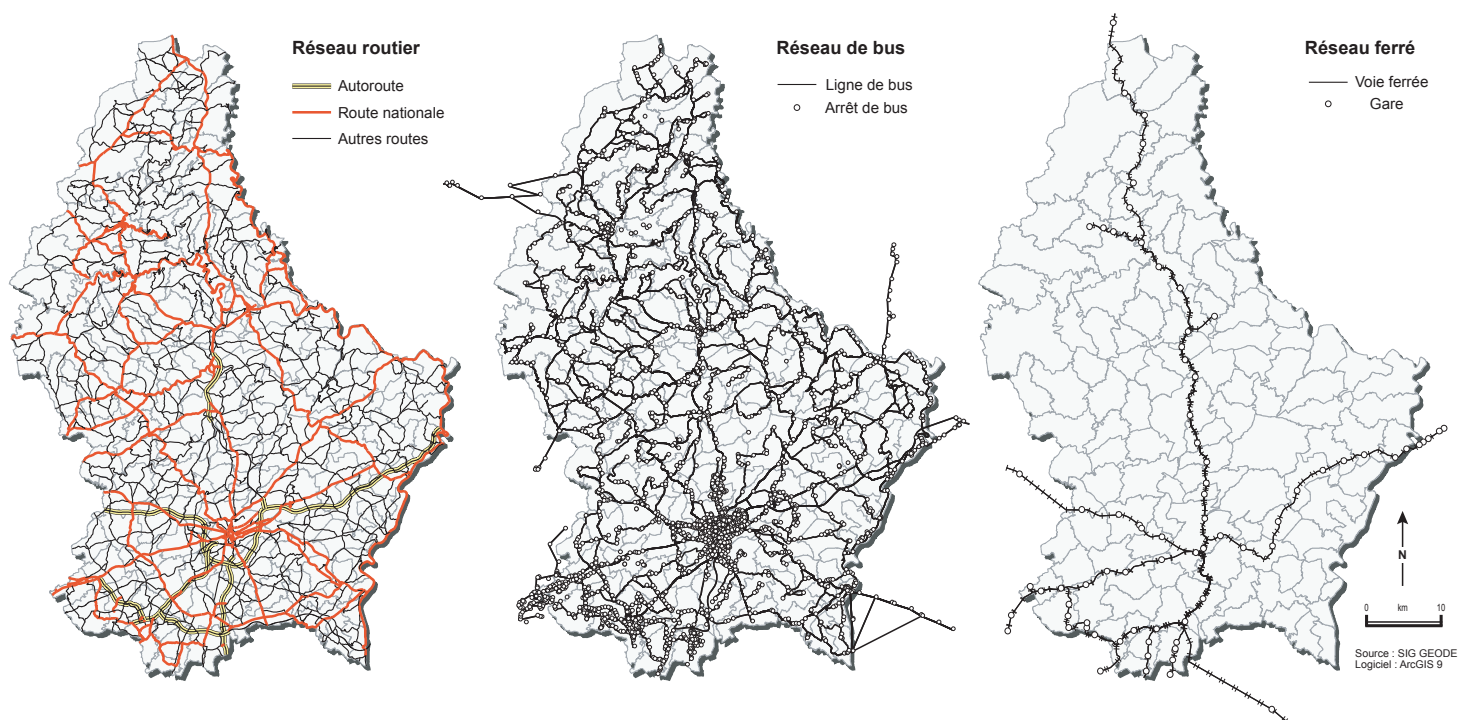 Réseau routier
Autoroute
Route nationale
Autres routes
Réseau de bus
Ligne de bus
Arrêt de bus
Réseau ferré
Voie ferrée
Gare
N
0 km 10
Source : SIG GEODE
Logiciel : ArcGIS 9